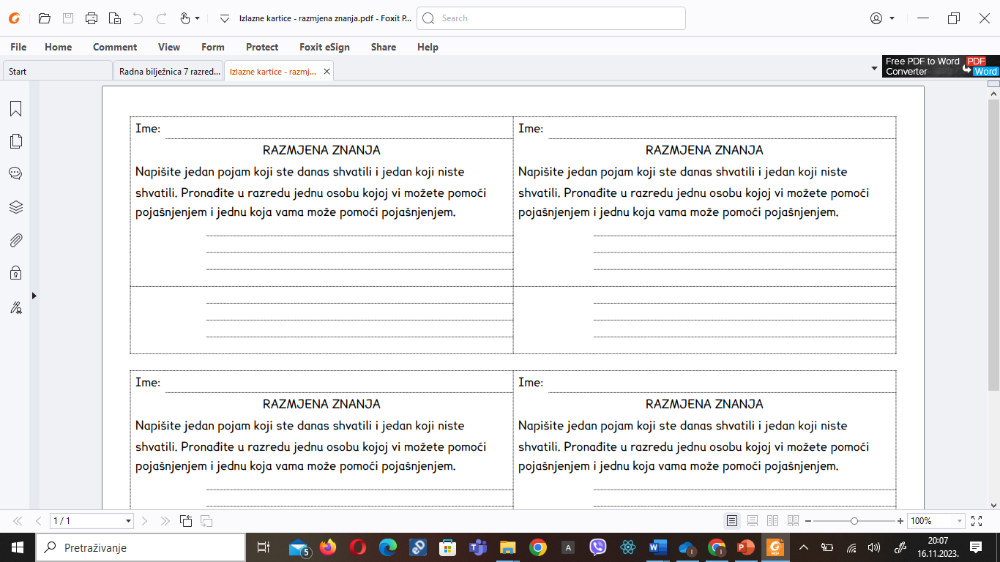 Izlazne kartice - razmjena znanja.pdf - Foxit P...
Search
File Home Comment View Form Protect Foxit eSign Share Help
Start
Radna bilježnica 7 razred...
Izlazne kartice - razmj...
Free PDF to Word
Converter
PDF
Word
Ime:
RAZMJENA ZNANJA
Napišite jedan pojam koji ste danas shvatili i jedan koji niste
shvatili. Pronađite u razredu jednu osobu kojoj vi možete pomoći
pojašnjenjem i jednu koja vama može pomoći pojašnjenjem.
Ime:
RAZMJENA ZNANJA
Napišite jedan pojam koji ste danas shvatili i jedan koji niste
shvatili. Pronađite u razredu jednu osobu kojoj vi možete pomoći
pojašnjenjem i jednu koja vama može pomoći pojašnjenjem.
Ime:
RAZMJENA ZNANJA
Napišite jedan pojam koji ste danas shvatili i jedan koji niste
shvatili. Pronađite u razredu jednu osobu kojoj vi možete pomoći
pojašnjenjem i jednu koja vama može pomoći pojašnjenjem.
Ime:
RAZMJENA ZNANJA
Napišite jedan pojam koji ste danas shvatili i jedan koji niste
shvatili. Pronađite u razredu jednu osobu kojoj vi možete pomoći
pojašnjenjem i jednu koja vama može pomoći pojašnjenjem.
1 / 1
100%
Pretraživanje
5
20:07
16.11.2023.